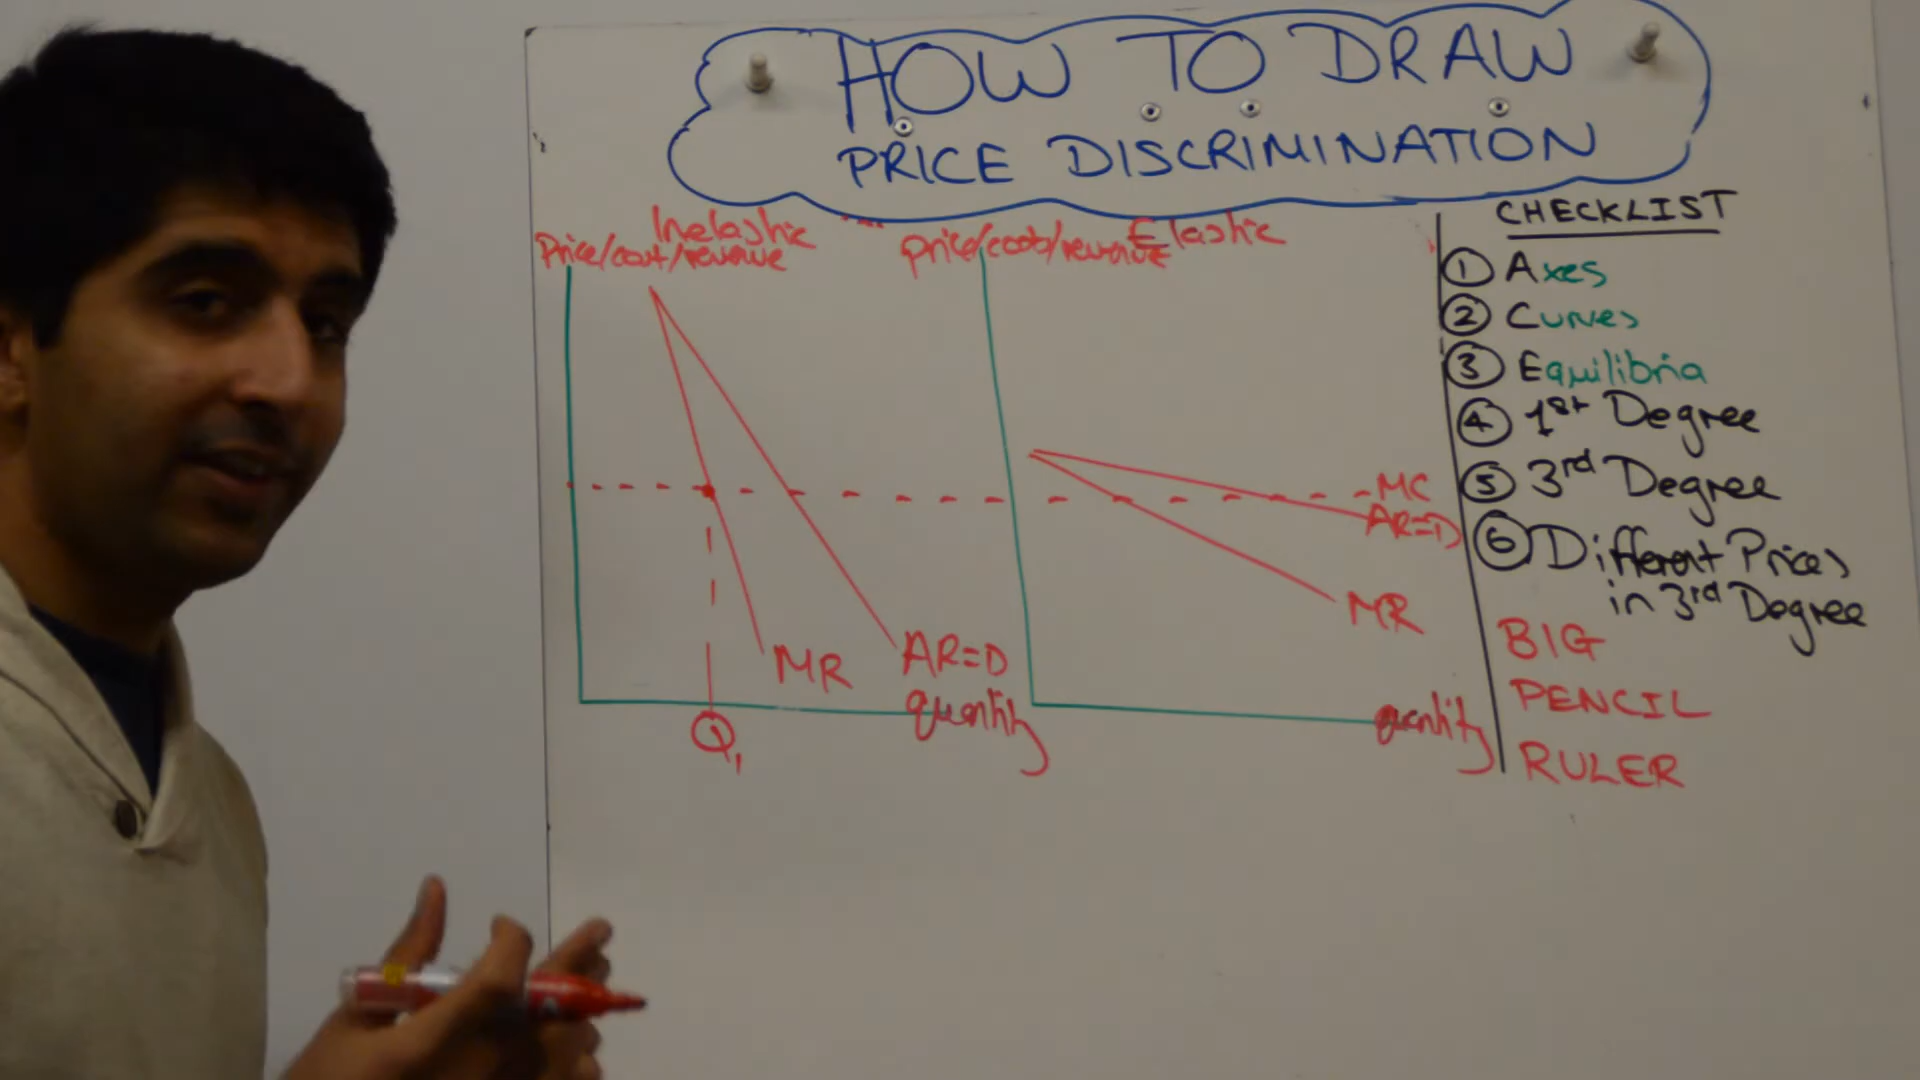 HOW TO DRAW
PRICE DISCRIMINATION
Inelastic
Price/cost/revenue
Elastic
price/costs/revenue
MC
AR=D
MR
MR
AR=D
quantity
quantity
Q1
CHECKLIST
1 Axes
2 Curves
3 Equilibria
4 1st Degree
5 3rd Degree
6 Different Prices
in 3rd Degree
BIG
PENCIL
RULER